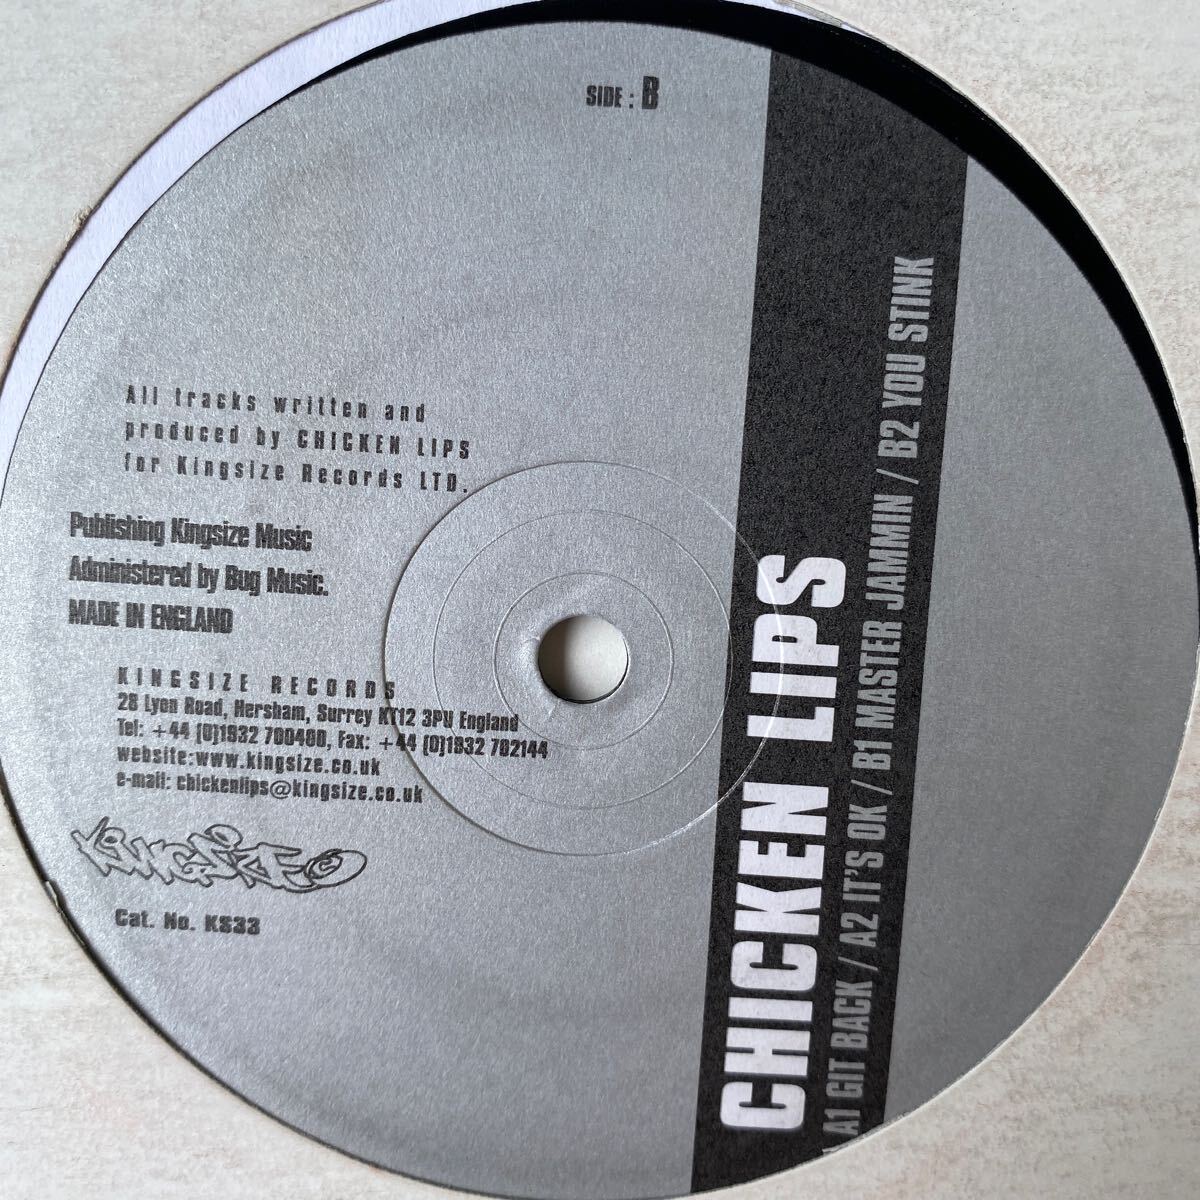 SIDE : B
All tracks written and
produced by CHICKEN LIPS
for Kingsize Records LTD.
Publishing Kingsize Music
Administered by Bug Music.
MADE IN ENGLAND
KINGSIZE RECORDS
28 Lyon Road, Hersham, Surrey KT12 3PU England
Tel: +44 (0)1932 700400, Fax: +44 (0)1932 702144
website:www.kingsize.co.uk
e-mail: chickenlips@kingsize.co.uk
KINGSIZE
Cat. No. KS33
CHICKEN LIPS
A1 GIT BACK / A2 IT'S OK / B1 MASTER JAMMIN / B2 YOU STINK